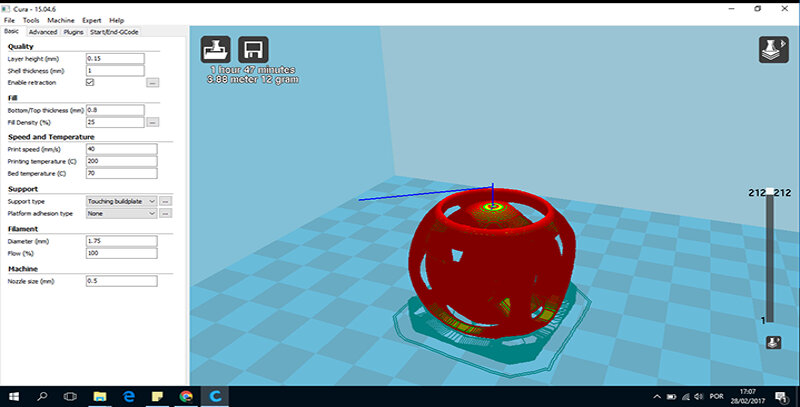 Cura - 15.04.6
File Tools Machine Expert Help
Basic Advanced Plugins Start/End-GCode
Quality
Layer height (mm) 0.15
Shell thickness (mm) 1
Enable retraction ...
Fill
Bottom/Top thickness (mm) 0.8
Fill Density (%) 25 ...
Speed and Temperature
Print speed (mm/s) 40
Printing temperature (C) 200
Bed temperature (C) 70
Support
Support type Touching buildplate ...
Platform adhesion type None ...
Filament
Diameter (mm) 1.75
Flow (%) 100
Machine
Nozzle size (mm) 0.5
1 hour 47 minutes
3.88 meter 12 gram
212 212
1
POR
17:07
28/02/2017